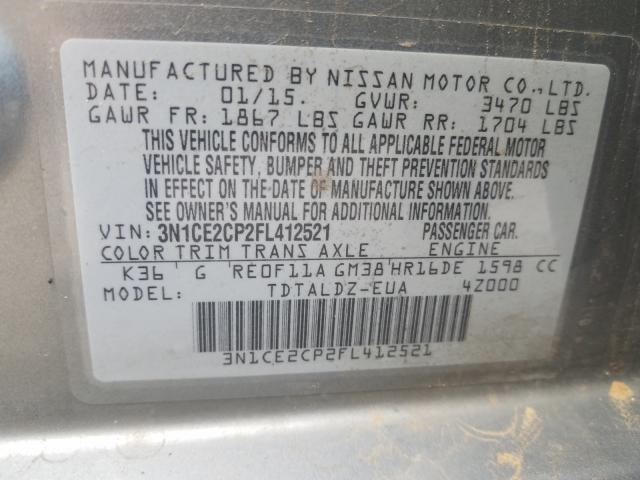 MANUFACTURED BY NISSAN MOTOR CO.,LTD.
DATE: 01/15. GVWR: 3470 LBS
GAWR FR: 1867 LBS GAWR RR: 1704 LBS
THIS VEHICLE CONFORMS TO ALL APPLICABLE FEDERAL MOTOR
VEHICLE SAFETY, BUMPER AND THEFT PREVENTION STANDARDS
IN EFFECT ON THE-DATE OF MANUFACTURE SHOWN ABOVE.
SEE OWNER'S MANUAL FOR ADDITIONAL INFORMATION.
VIN: 3N1CE2CP2FL412521 PASSENGER CAR.
COLOR TRIM TRANS AXLE ENGINE
K36 G RE0F11A GM38 HR16DE 1598 CC
MODEL: TDTALDZ-EUA 4Z000
3N1CE2CP2FL412521